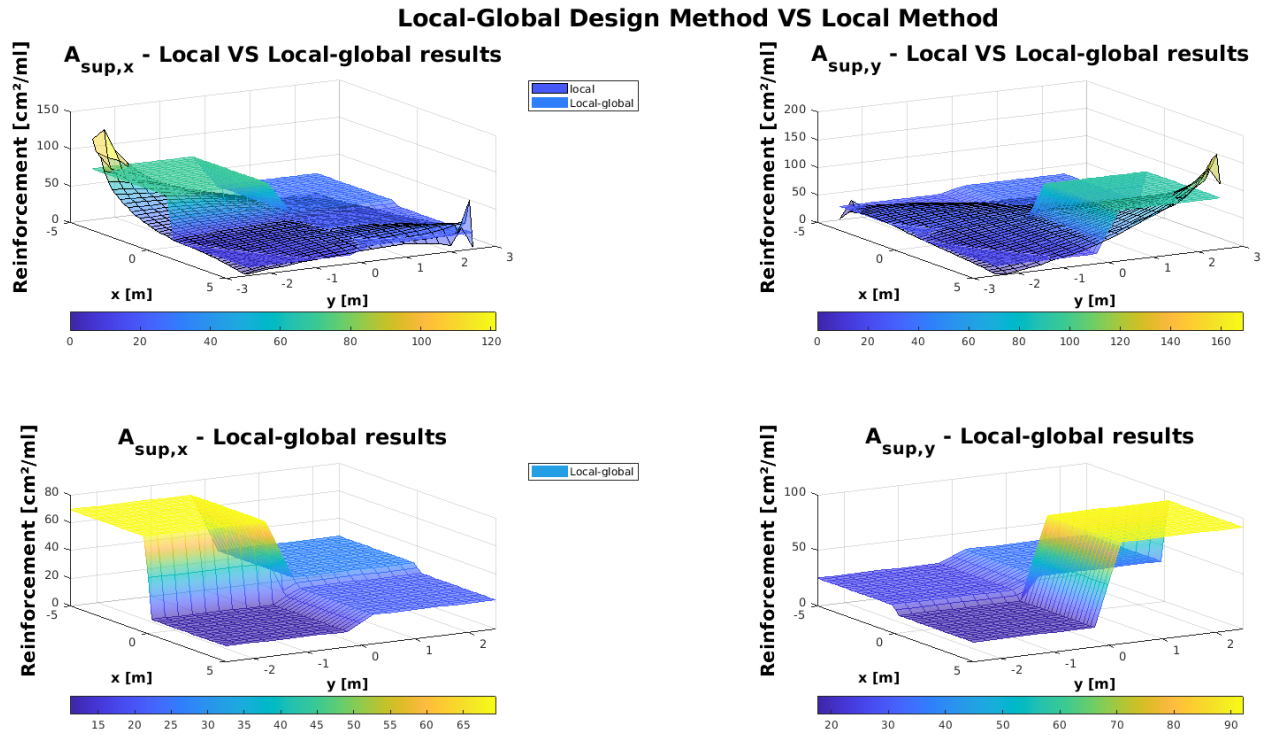 Local-Global Design Method VS Local Method
A_sup,x - Local VS Local-global results
Reinforcement [cm²/ml]
150
100
50
0
-5
0
5
x [m]
-3
-2
-1
0
1
2
3
y [m]
local
Local-global
0 20 40 60 80 100 120
A_sup,y - Local VS Local-global results
Reinforcement [cm²/ml]
200
150
100
50
0
-5
0
5
x [m]
-3
-2
-1
0
1
2
3
y [m]
0 20 40 60 80 100 120 140 160
A_sup,x - Local-global results
Reinforcement [cm²/ml]
80
60
40
20
0
-5
0
5
x [m]
-2
-1
0
1
2
y [m]
Local-global
15 20 25 30 35 40 45 50 55 60 65
A_sup,y - Local-global results
Reinforcement [cm²/ml]
100
50
0
-5
0
5
x [m]
-2
-1
0
1
2
y [m]
20 30 40 50 60 70 80 90